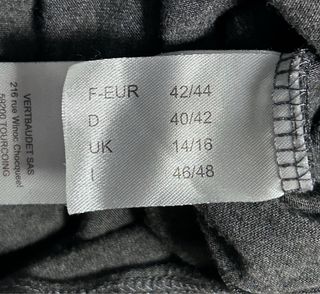 F-EUR 42/44
D 40/42
UK 14/16
I 46/48
VERTBAUDET SAS
216 rue Winoc Chocqueel
59200 TOURCOING